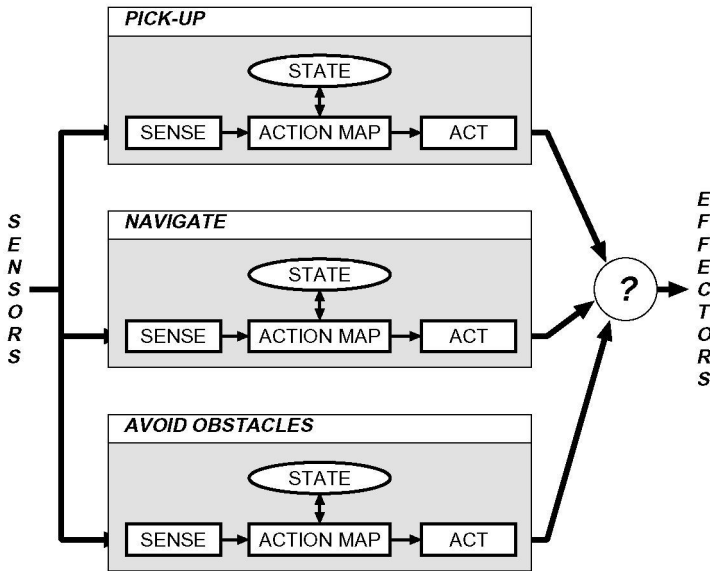 PICK-UP
STATE
SENSE
ACTION MAP
ACT
SENSORS
NAVIGATE
STATE
SENSE
ACTION MAP
ACT
?
EFFECTORS
AVOID OBSTACLES
STATE
SENSE
ACTION MAP
ACT